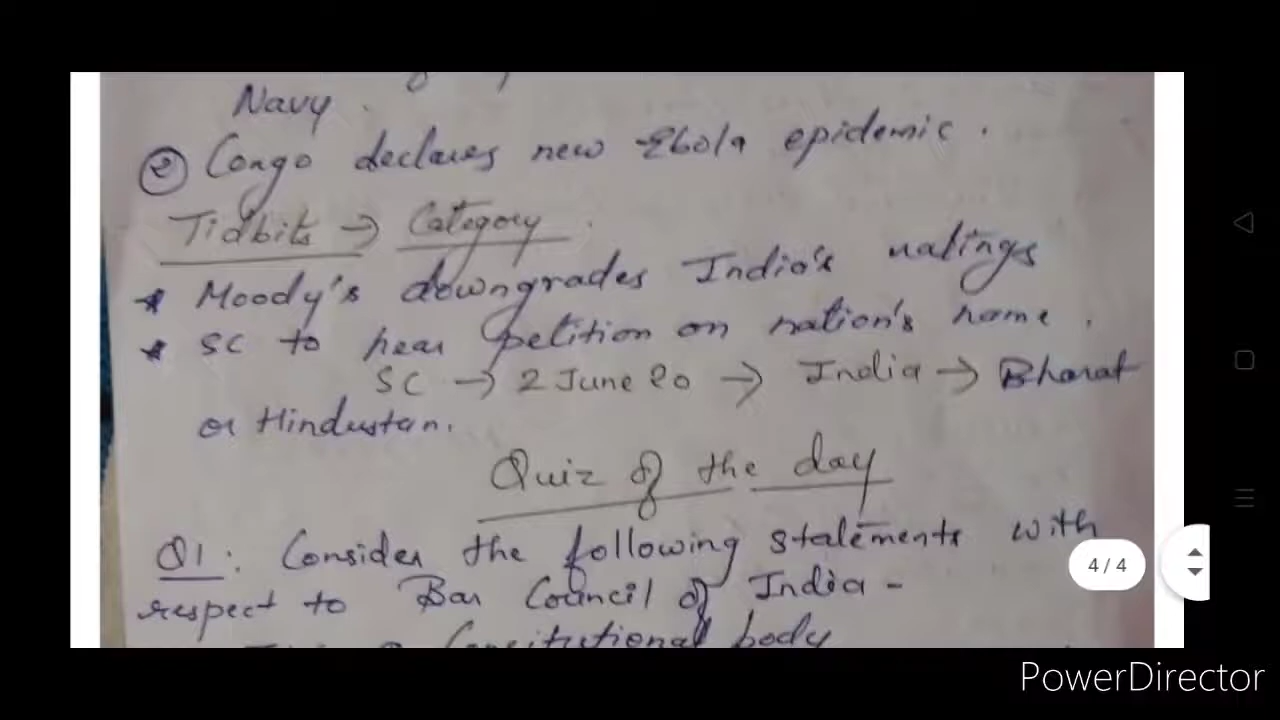 Navy.
② Congo declares new Ebola epidemic.
Tidbits → Category
* Moody's downgrades India's ratings
* SC to hear petition on nation's name.
SC → 2 June 20 → India → Bharat
or Hindustan.
Quiz of the day
Q1: Consider the following statements with
respect to Bar Council of India -
Constitutional body
4/4
PowerDirector